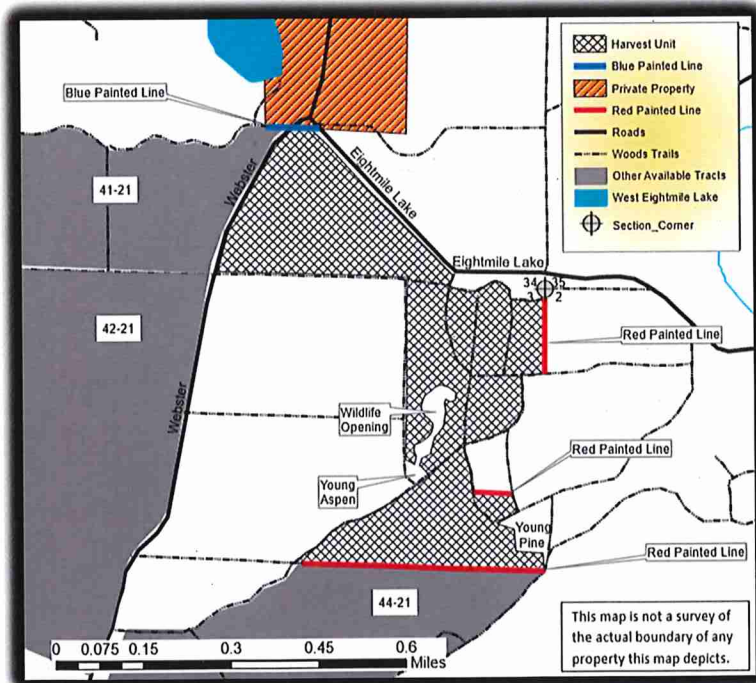 Harvest Unit
Blue Painted Line
Private Property
Red Painted Line
Roads
Woods Trails
Other Available Tracts
West Eightmile Lake
Section_Corner
Blue Painted Line
Webster
Eightmile Lake
41-21
Eightmile Lake
34 35
3 2
42-21
Red Painted Line
Webster
Wildlife
Opening
Red Painted Line
Young
Aspen
Young
Pine
Red Painted Line
44-21
This map is not a survey of
the actual boundary of any
property this map depicts.
0 0.075 0.15 0.3 0.45 0.6
Miles